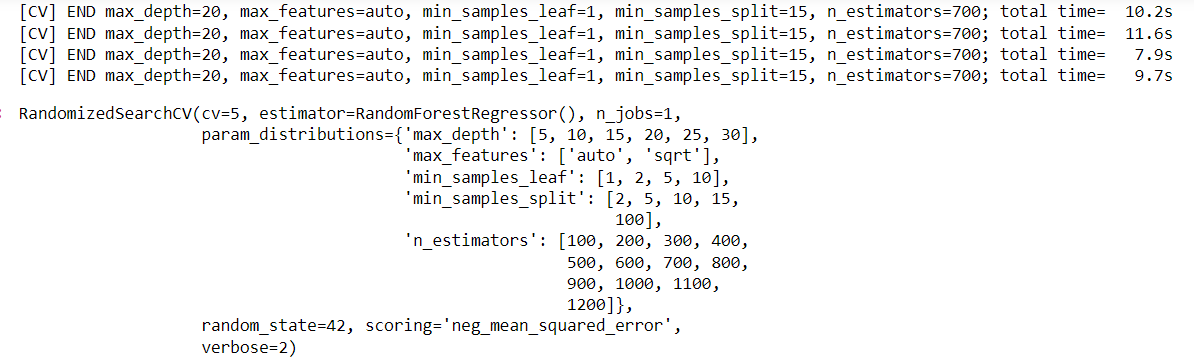 [CV] END max_depth=20, max_features=auto, min_samples_leaf=1, min_samples_split=15, n_estimators=700; total time=  10.2s
[CV] END max_depth=20, max_features=auto, min_samples_leaf=1, min_samples_split=15, n_estimators=700; total time=  11.6s
[CV] END max_depth=20, max_features=auto, min_samples_leaf=1, min_samples_split=15, n_estimators=700; total time=   7.9s
[CV] END max_depth=20, max_features=auto, min_samples_leaf=1, min_samples_split=15, n_estimators=700; total time=   9.7s
RandomizedSearchCV(cv=5, estimator=RandomForestRegressor(), n_jobs=1,
                   param_distributions={'max_depth': [5, 10, 15, 20, 25, 30],
                                        'max_features': ['auto', 'sqrt'],
                                        'min_samples_leaf': [1, 2, 5, 10],
                                        'min_samples_split': [2, 5, 10, 15,
                                                              100],
                                        'n_estimators': [100, 200, 300, 400,
                                                         500, 600, 700, 800,
                                                         900, 1000, 1100,
                                                         1200]},
                   random_state=42, scoring='neg_mean_squared_error',
                   verbose=2)